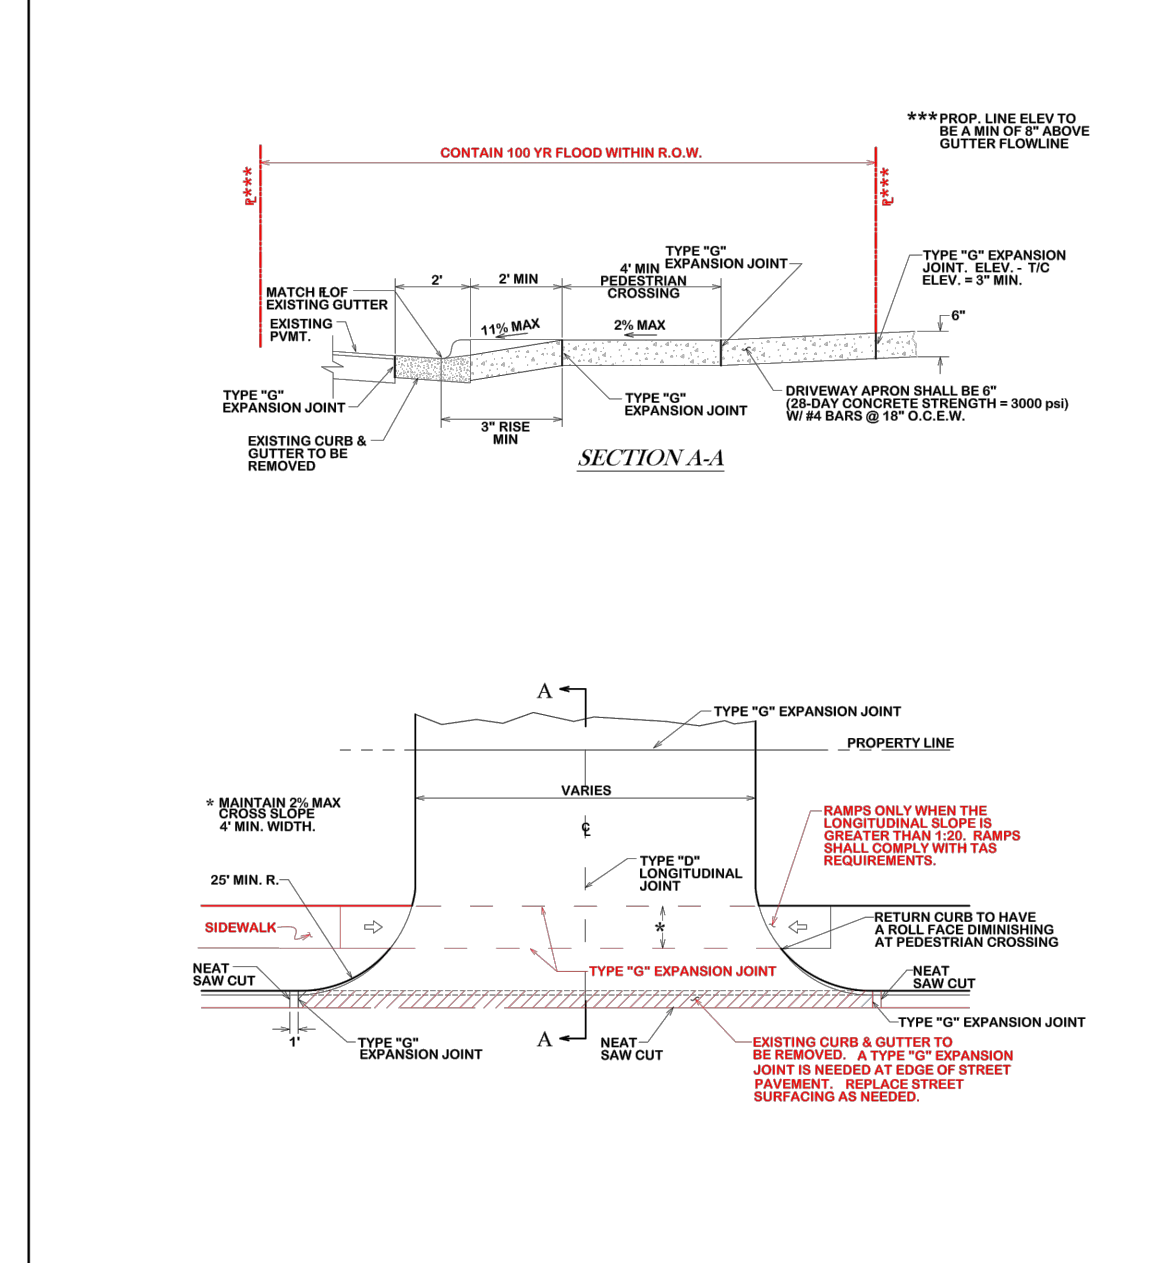 ***PROP. LINE ELEV TO
BE A MIN OF 8" ABOVE
GUTTER FLOWLINE
CONTAIN 100 YR FLOOD WITHIN R.O.W.
PL***
PL***
TYPE "G"
EXPANSION JOINT
TYPE "G" EXPANSION
JOINT. ELEV. - T/C
ELEV. = 3" MIN.
2'
2' MIN
4' MIN
PEDESTRIAN
CROSSING
MATCH FL OF
EXISTING GUTTER
EXISTING
PVMT.
11% MAX
2% MAX
6"
TYPE "G"
EXPANSION JOINT
TYPE "G"
EXPANSION JOINT
DRIVEWAY APRON SHALL BE 6"
(28-DAY CONCRETE STRENGTH = 3000 psi)
W/ #4 BARS @ 18" O.C.E.W.
3" RISE
MIN
EXISTING CURB &
GUTTER TO BE
REMOVED
SECTION A-A
A
TYPE "G" EXPANSION JOINT
PROPERTY LINE
VARIES
* MAINTAIN 2% MAX
CROSS SLOPE
4' MIN. WIDTH.
RAMPS ONLY WHEN THE
LONGITUDINAL SLOPE IS
GREATER THAN 1:20. RAMPS
SHALL COMPLY WITH TAS
REQUIREMENTS.
CL
TYPE "D"
LONGITUDINAL
JOINT
25' MIN. R.
SIDEWALK
*
RETURN CURB TO HAVE
A ROLL FACE DIMINISHING
AT PEDESTRIAN CROSSING
NEAT
SAW CUT
TYPE "G" EXPANSION JOINT
NEAT
SAW CUT
TYPE "G" EXPANSION JOINT
1'
TYPE "G"
EXPANSION JOINT
A
NEAT
SAW CUT
EXISTING CURB & GUTTER TO
BE REMOVED. A TYPE "G" EXPANSION
JOINT IS NEEDED AT EDGE OF STREET
PAVEMENT. REPLACE STREET
SURFACING AS NEEDED.